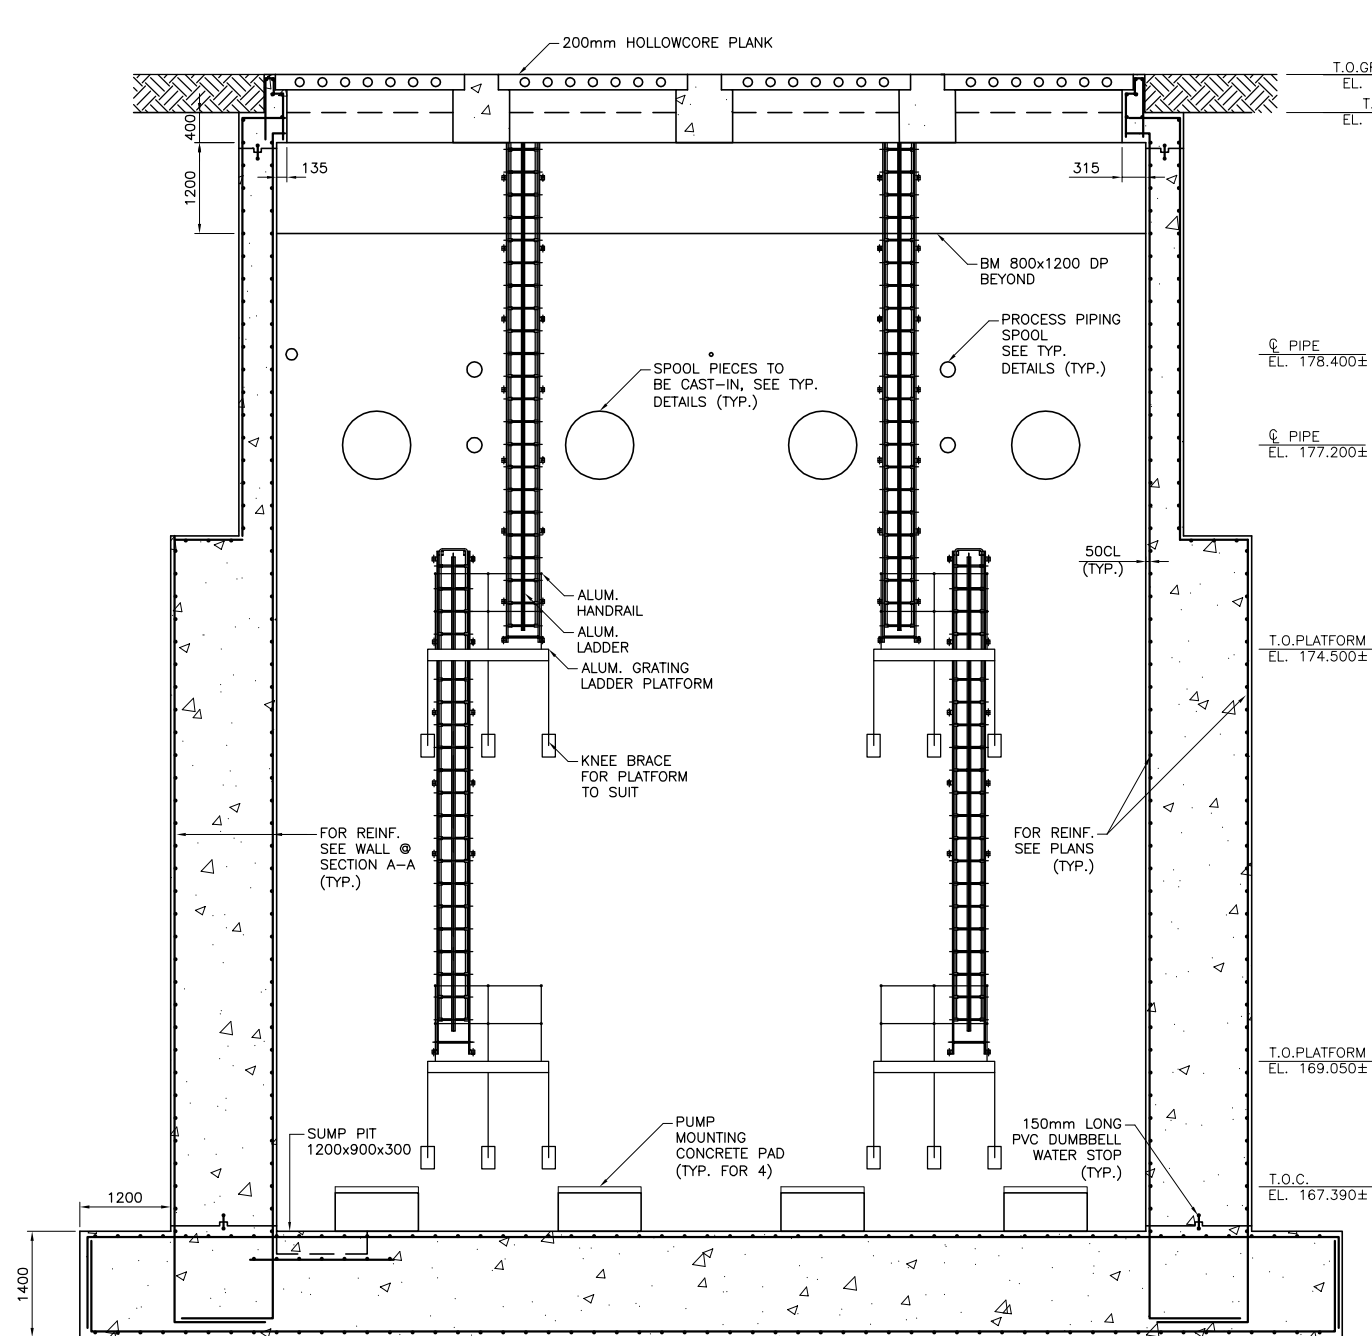 200mm HOLLOWCORE PLANK
T.O.G
EL.
T.
EL.
400
1200
135
315
BM 800x1200 DP
BEYOND
PROCESS PIPING
SPOOL
SEE TYP.
DETAILS (TYP.)
SPOOL PIECES TO
BE CAST-IN, SEE TYP.
DETAILS (TYP.)
℄ PIPE
EL. 178.400±
℄ PIPE
EL. 177.200±
50CL
(TYP.)
ALUM.
HANDRAIL
ALUM.
LADDER
ALUM. GRATING
LADDER PLATFORM
T.O.PLATFORM
EL. 174.500±
KNEE BRACE
FOR PLATFORM
TO SUIT
FOR REINF.
SEE WALL @
SECTION A-A
(TYP.)
FOR REINF.
SEE PLANS
(TYP.)
T.O.PLATFORM
EL. 169.050±
SUMP PIT
1200x900x300
PUMP
MOUNTING
CONCRETE PAD
(TYP. FOR 4)
150mm LONG
PVC DUMBBELL
WATER STOP
(TYP.)
T.O.C.
EL. 167.390±
1200
1400